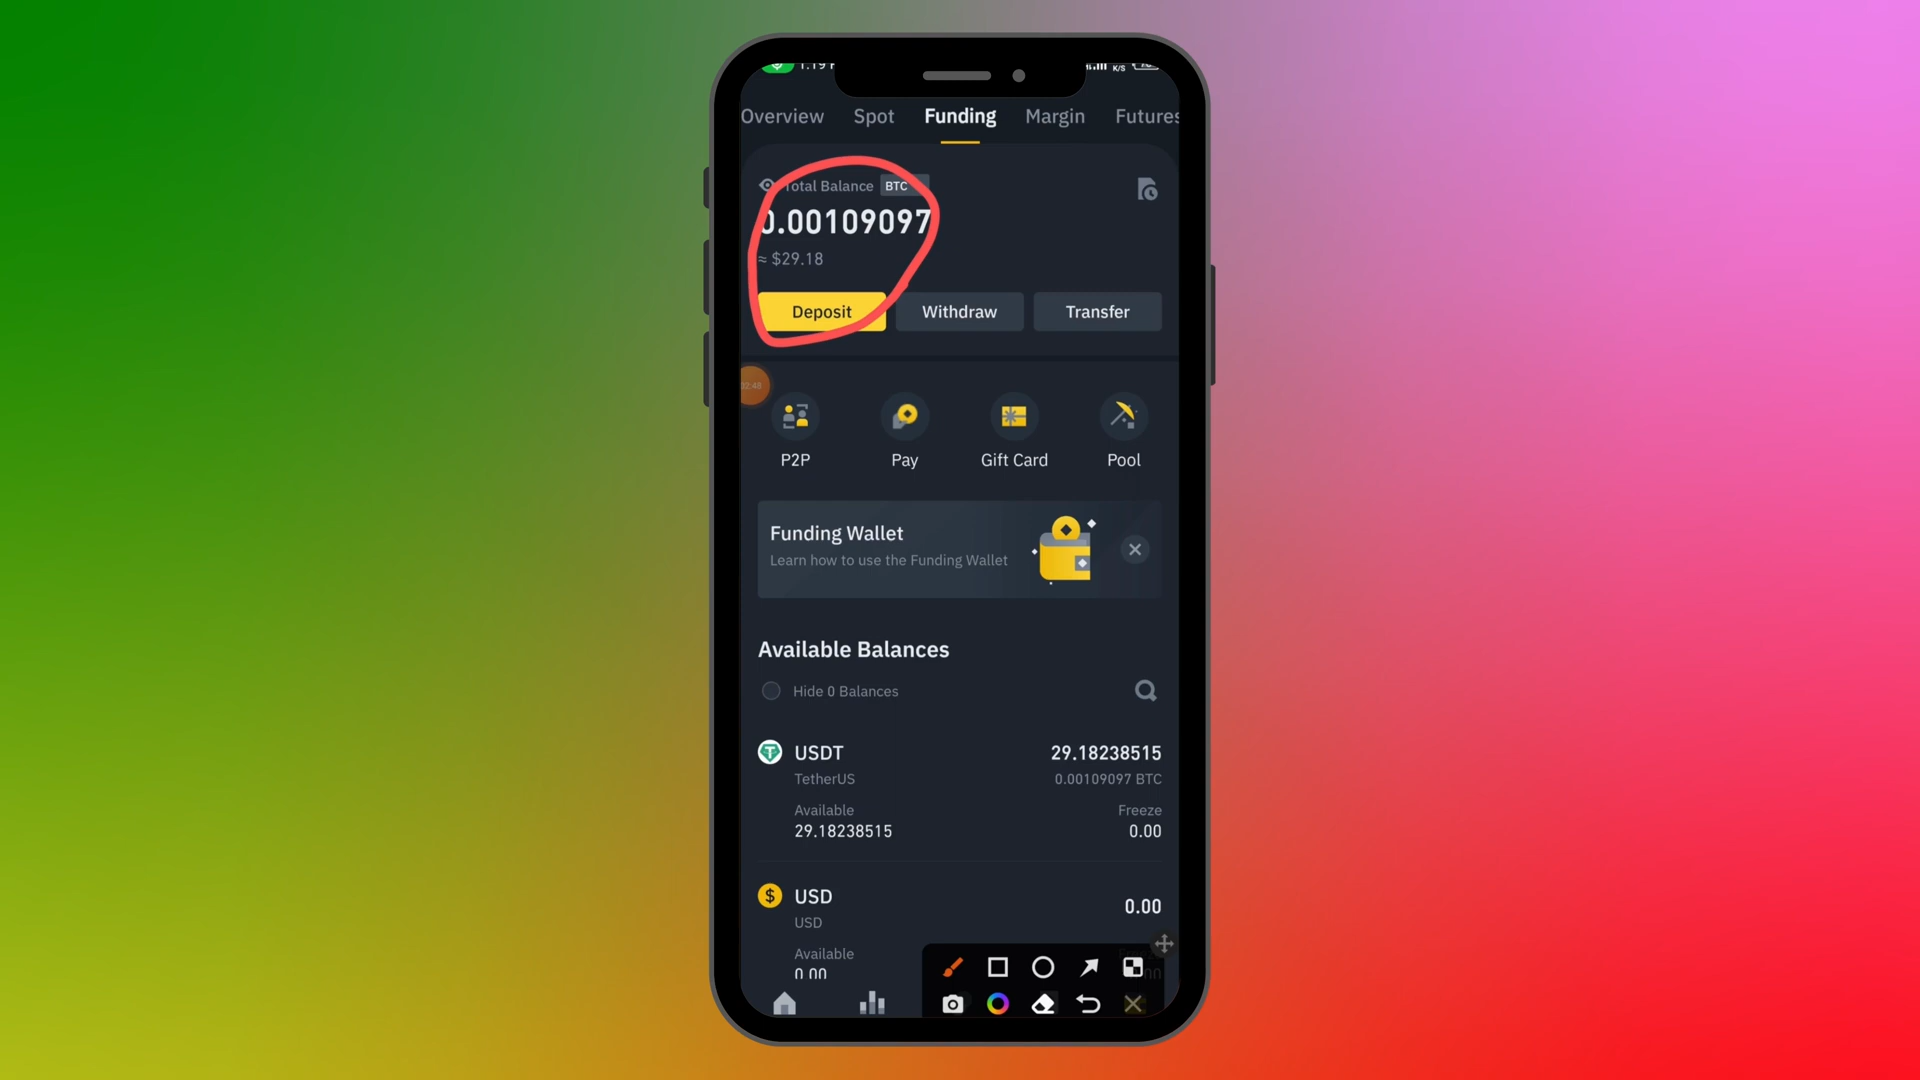 K/S
Overview Spot Funding Margin Futures
Total Balance BTC
0.00109097
≈ $29.18
Deposit Withdraw Transfer
02:48
P2P Pay Gift Card Pool
Funding Wallet
Learn how to use the Funding Wallet
Available Balances
Hide 0 Balances
USDT 29.18238515
TetherUS 0.00109097 BTC
Available Freeze
29.18238515 0.00
USD 0.00
USD
Available
0.00